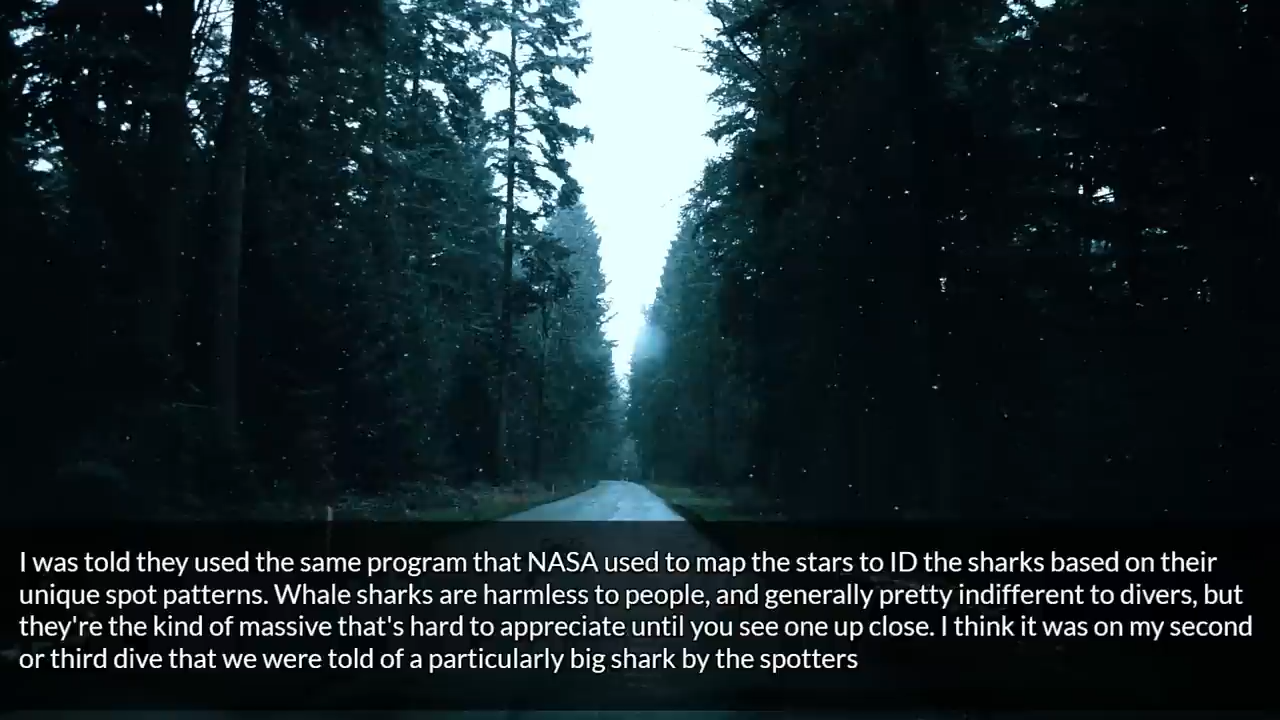 I was told they used the same program that NASA used to map the stars to ID the sharks based on their
unique spot patterns. Whale sharks are harmless to people, and generally pretty indifferent to divers, but
they're the kind of massive that's hard to appreciate until you see one up close. I think it was on my second
or third dive that we were told of a particularly big shark by the spotters